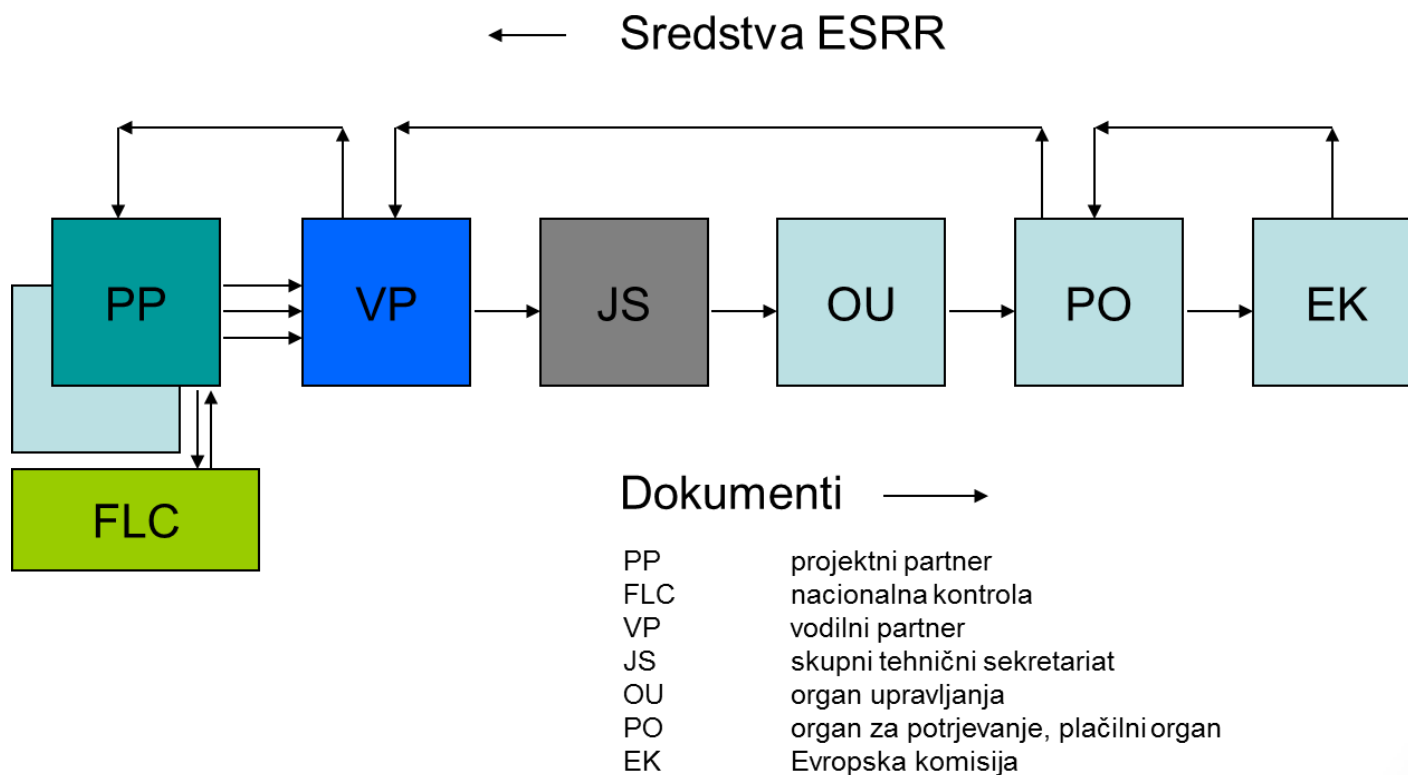 Sredstva ESRR
PP
VP
JS
OU
PO
EK
FLC
Dokumenti
PP projektni partner
FLC nacionalna kontrola
VP vodilni partner
JS skupni tehnični sekretariat
OU organ upravljanja
PO organ za potrjevanje, plačilni organ
EK Evropska komisija